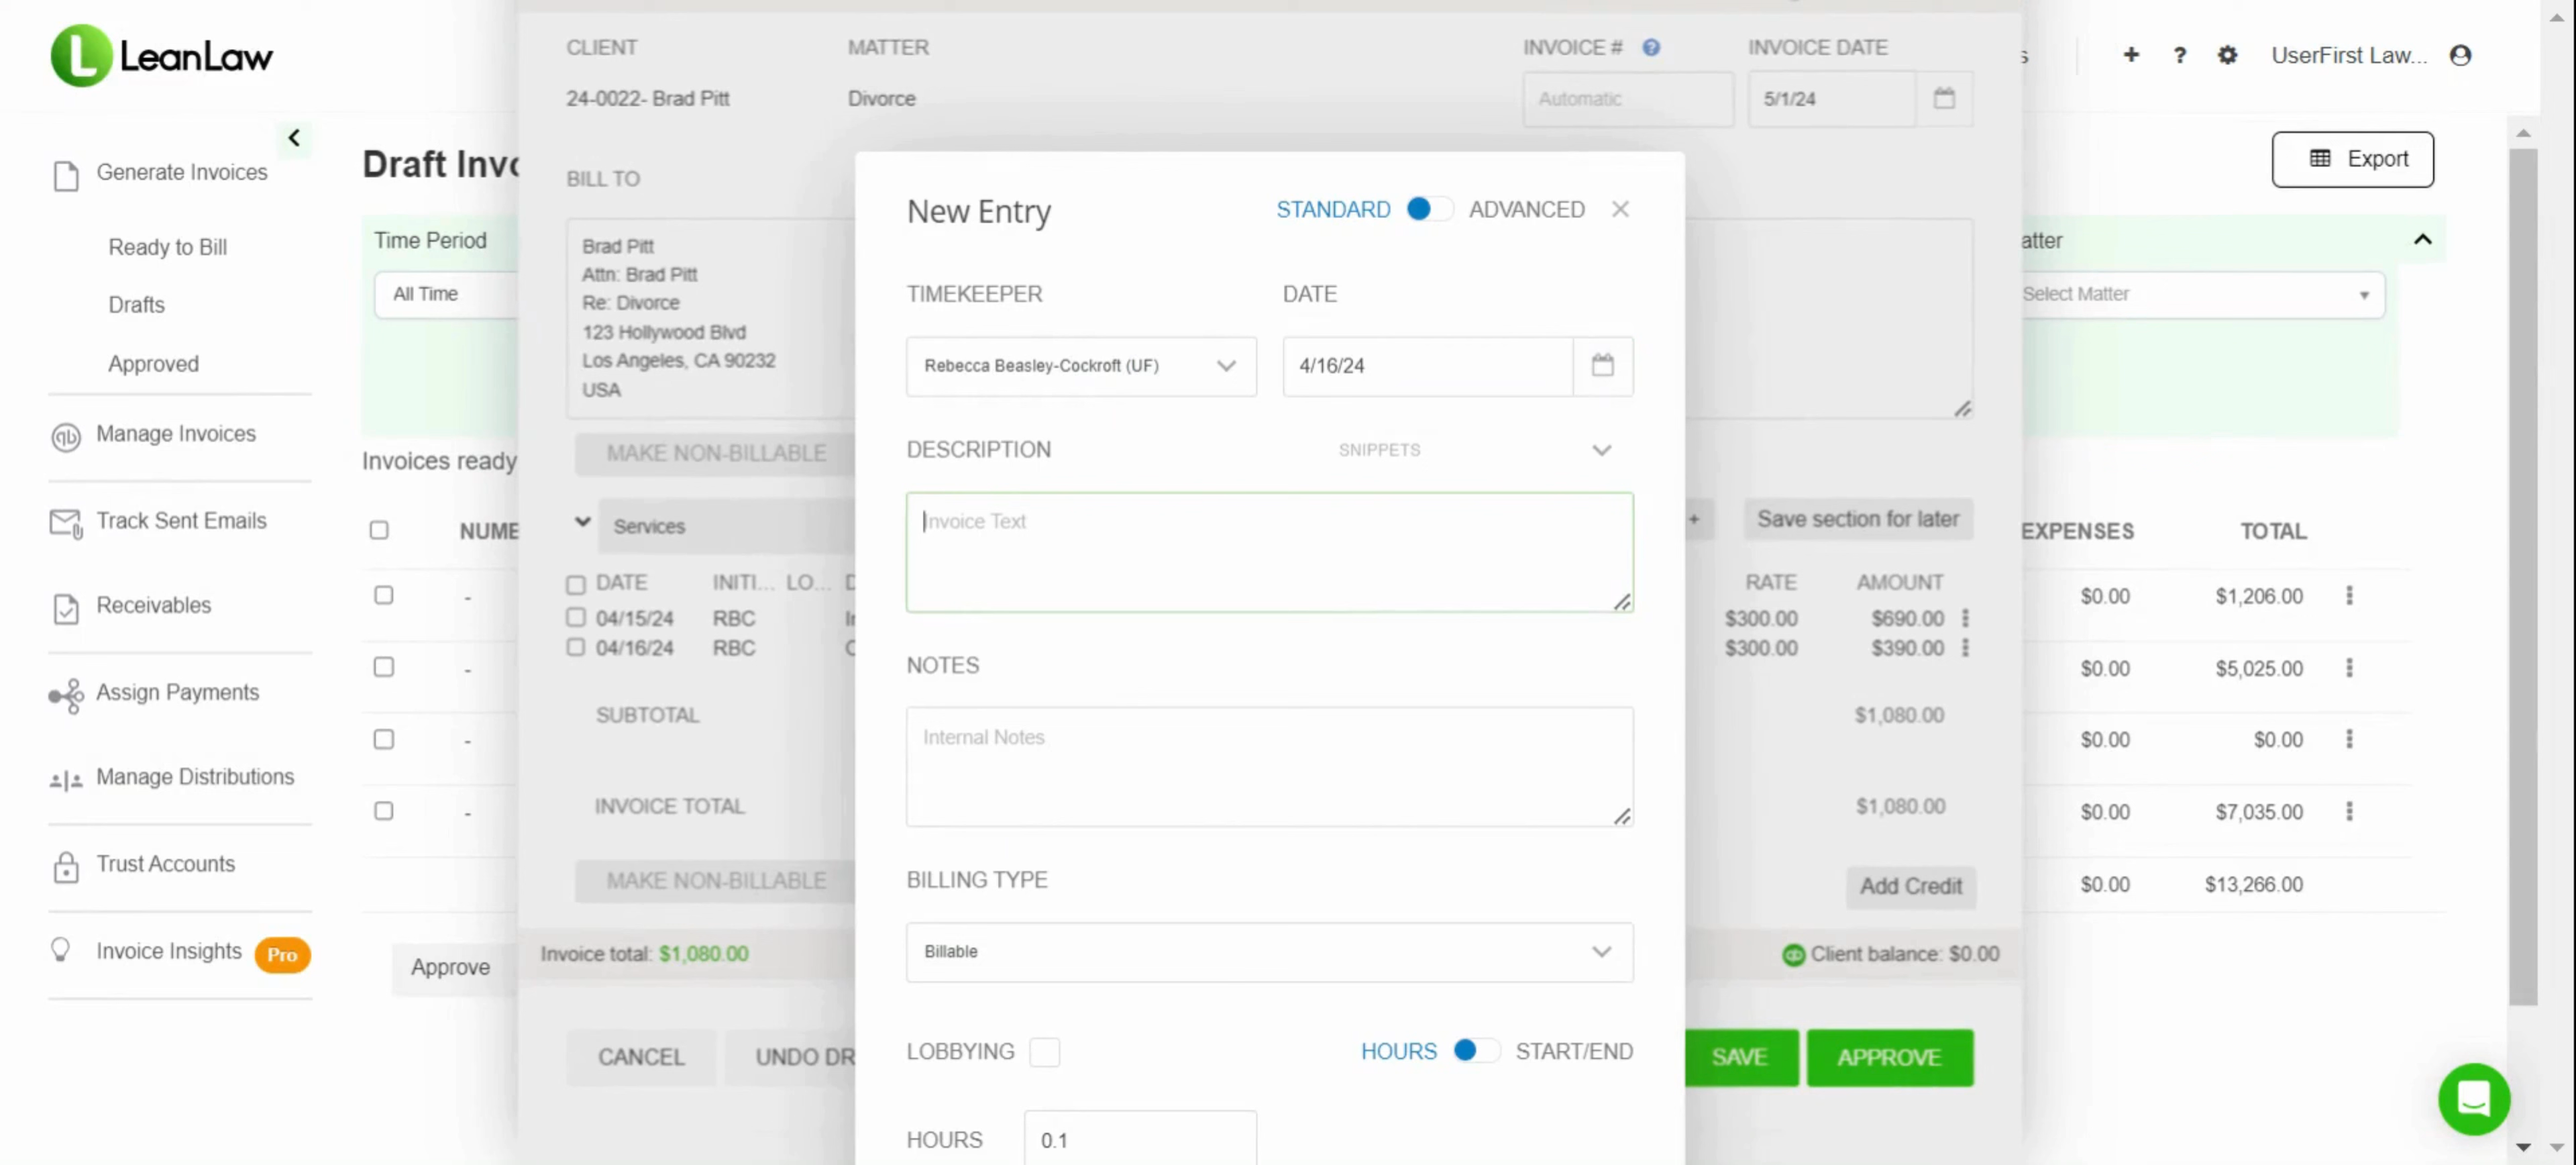 LeanLaw
UserFirst Law...
Generate Invoices
Ready to Bill
Drafts
Approved
Manage Invoices
Track Sent Emails
Receivables
Assign Payments
Manage Distributions
Trust Accounts
Invoice Insights Pro
Draft Invo
Export
Time Period
All Time
atter
Select Matter
Invoices ready
NUME
EXPENSES TOTAL
- $0.00 $1,206.00
- $0.00 $5,025.00
- $0.00 $0.00
- $0.00 $7,035.00
$0.00 $13,266.00
Approve
CLIENT MATTER INVOICE # INVOICE DATE
24-0022- Brad Pitt Divorce Automatic 5/1/24
BILL TO
Brad Pitt
Attn: Brad Pitt
Re: Divorce
123 Hollywood Blvd
Los Angeles, CA 90232
USA
MAKE NON-BILLABLE
Services + Save section for later
DATE INITI... LO... D RATE AMOUNT
04/15/24 RBC $300.00 $690.00
04/16/24 RBC $300.00 $390.00
SUBTOTAL $1,080.00
INVOICE TOTAL $1,080.00
MAKE NON-BILLABLE Add Credit
Invoice total: $1,080.00 Client balance: $0.00
CANCEL UNDO DR SAVE APPROVE
New Entry STANDARD ADVANCED
TIMEKEEPER DATE
Rebecca Beasley-Cockroft (UF) 4/16/24
DESCRIPTION SNIPPETS
Invoice Text
NOTES
Internal Notes
BILLING TYPE
Billable
LOBBYING HOURS START/END
HOURS 0.1